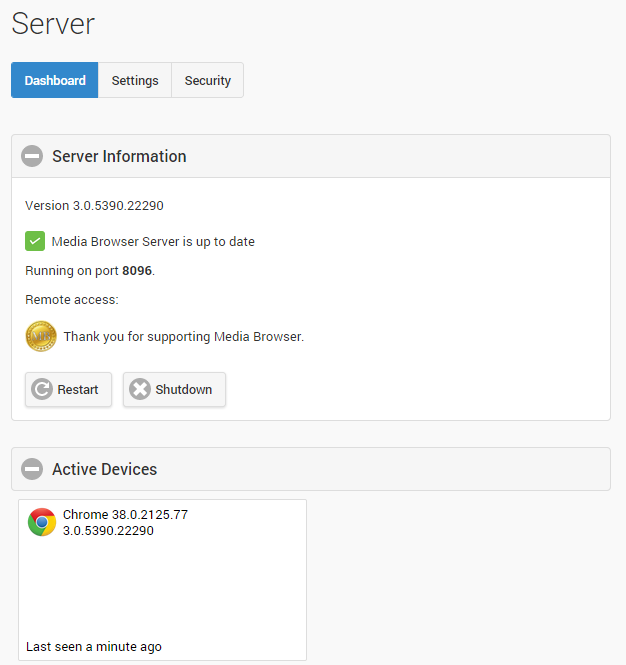 Server
Dashboard Settings Security
Server Information
Version 3.0.5390.22290
Media Browser Server is up to date
Running on port 8096.
Remote access:
Thank you for supporting Media Browser.
Restart Shutdown
Active Devices
Chrome 38.0.2125.77
3.0.5390.22290
Last seen a minute ago